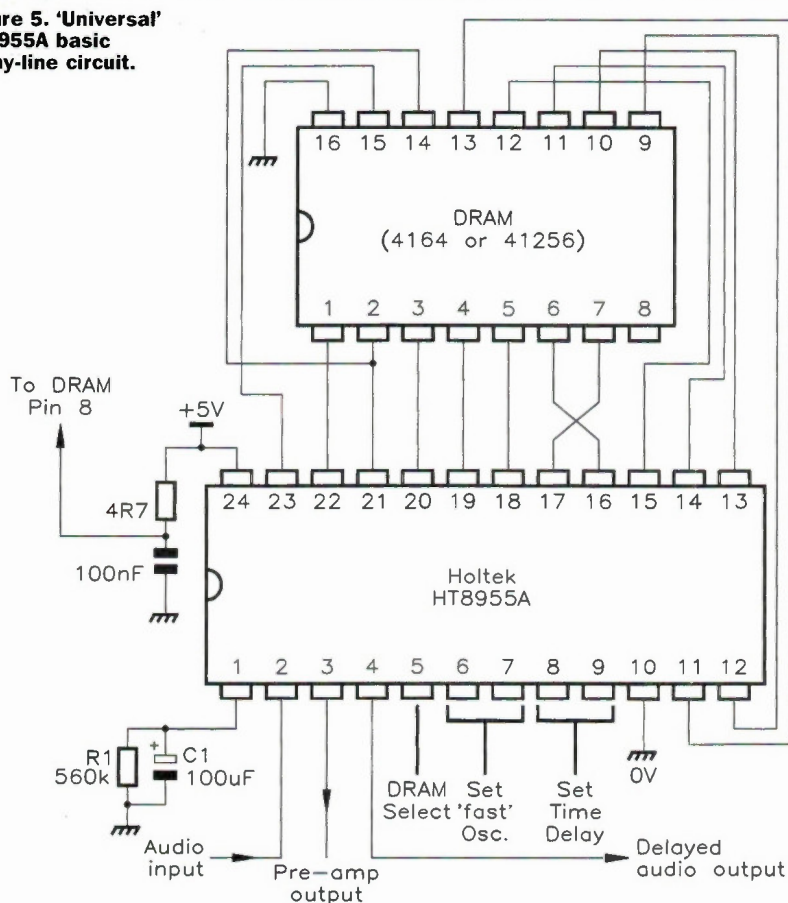 ure 5. 'Universal'
955A basic
y-line circuit.
16 15 14 13 12 11 10 9
DRAM
(4164 or 41256)
1 2 3 4 5 6 7 8
To DRAM
Pin 8
+5V
4R7
100nF
24 23 22 21 20 19 18 17 16 15 14 13
Holtek
HT8955A
1 2 3 4 5 6 7 8 9 10 11 12
R1
560k
+
C1
100uF
Audio
input
Pre-amp
output
DRAM
Select
Set
'fast'
Osc.
Set
Time
Delay
0V
Delayed
audio output